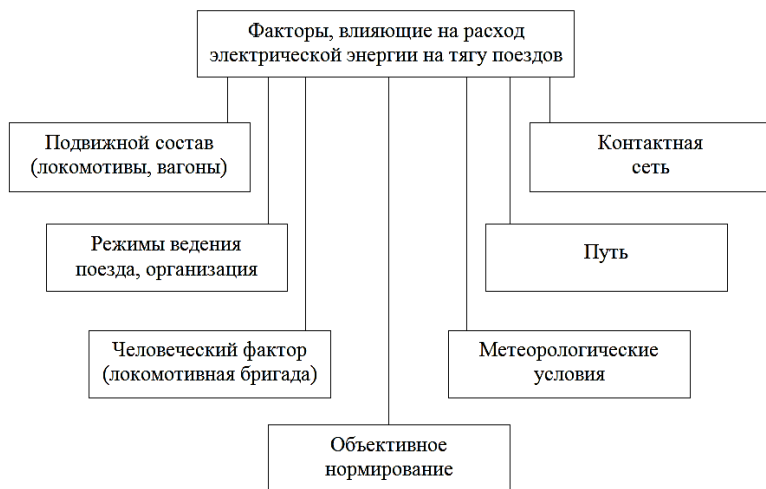 Факторы, влияющие на расход
электрической энергии на тягу поездов
Подвижной состав
(локомотивы, вагоны)
Контактная
сеть
Режимы ведения
поезда, организация
Путь
Человеческий фактор
(локомотивная бригада)
Метеорологические
условия
Объективное
нормирование